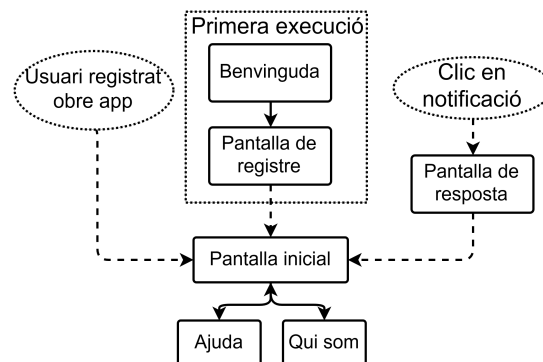 Primera execució
Benvinguda
Pantalla de
registre
Usuari registrat
obre app
Clic en
notificació
Pantalla de
resposta
Pantalla inicial
Ajuda
Qui som